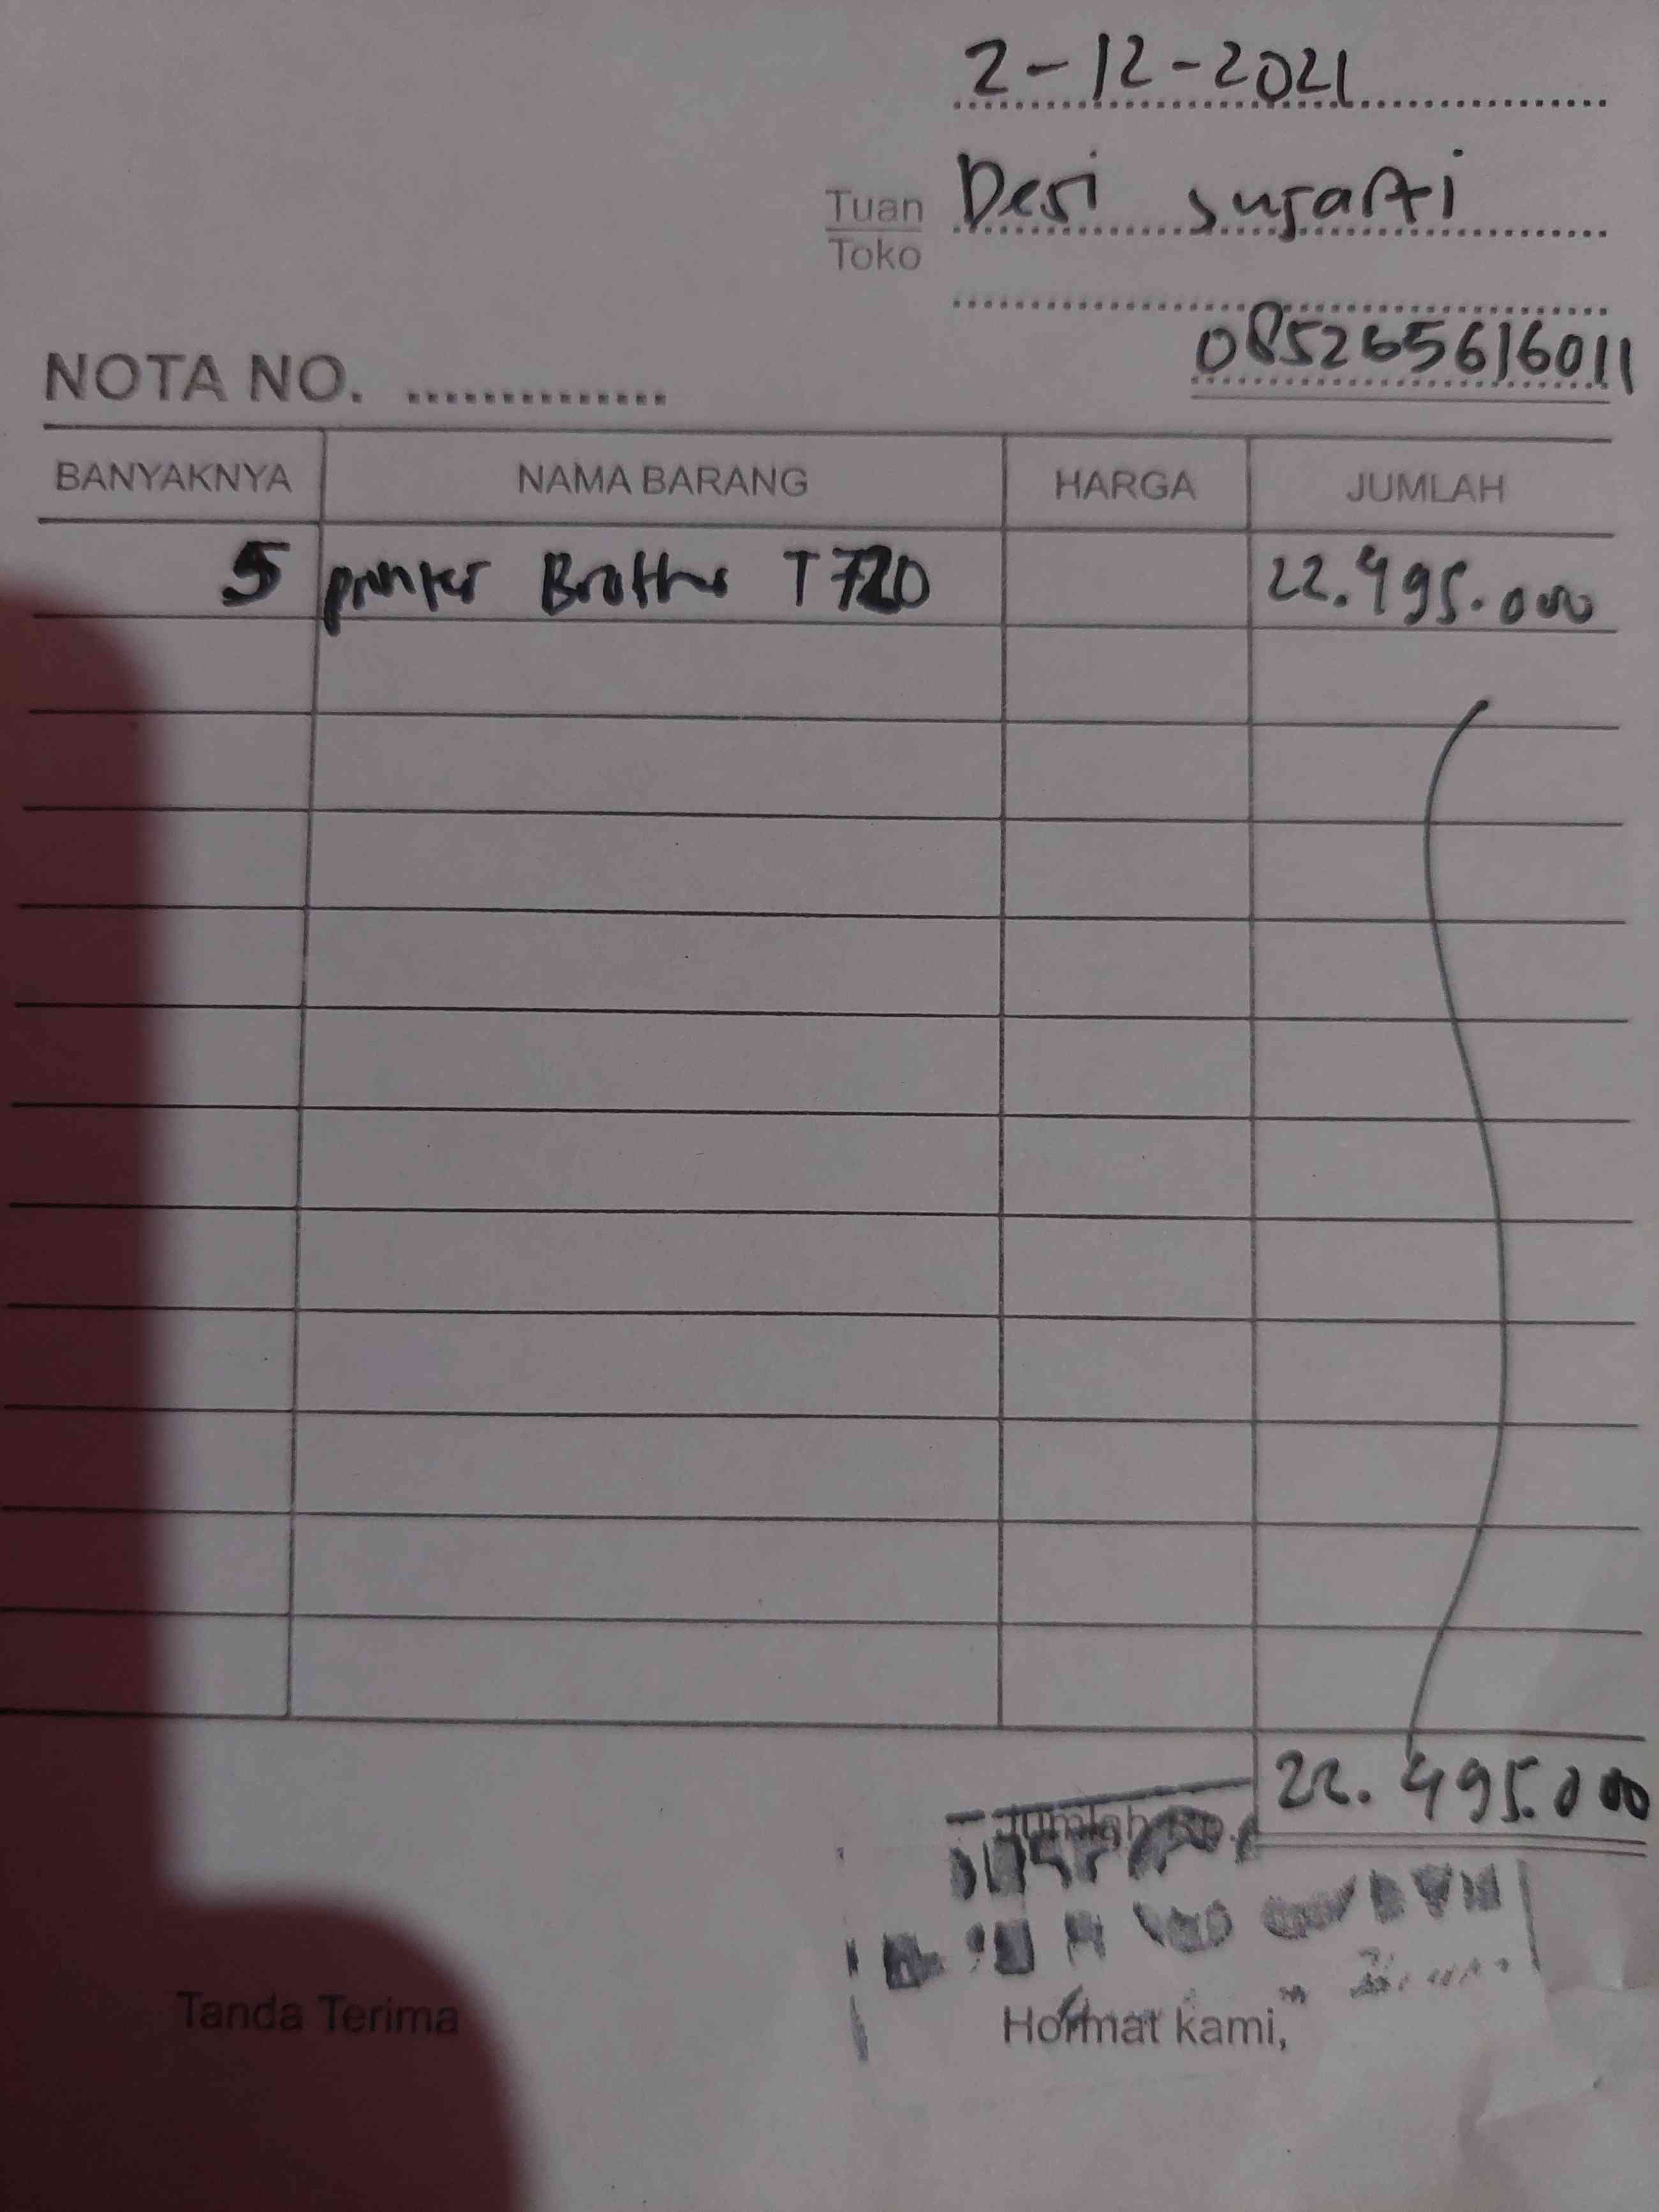 2-12-2021
Tuan Desi susarti
Toko
085265616011
NOTA NO. ..............
BANYAKNYA NAMA BARANG HARGA JUMLAH
5 printer Brother T720 22.495.000
Jumlah Rp. 22.495.000
Tanda Terima Hormat kami,